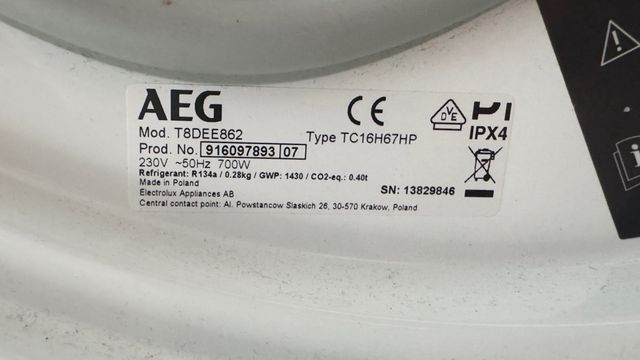 AEG
CE
DVE
IPX4
Mod. T8DEE862
Type TC16H67HP
Prod. No. 916097893 07
230V ~50Hz 700W
Refrigerant: R134a / 0.28kg / GWP: 1430 / CO2-eq.: 0.40t
Made in Poland
SN: 13829846
Electrolux Appliances AB
Central contact point: Al. Powstancow Slaskich 26, 30-570 Krakow, Poland